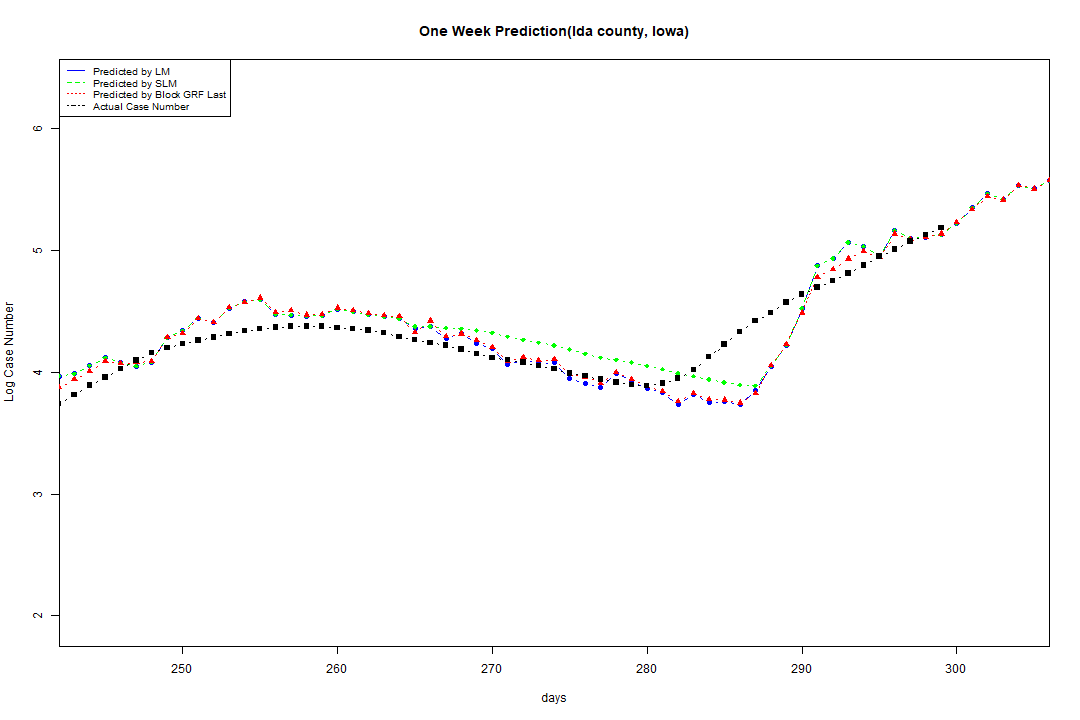 One Week Prediction(Ida county, Iowa)
Predicted by LM
Predicted by SLM
Predicted by Block GRF Last
Actual Case Number
6
5
4
3
2
Log Case Number
250 260 270 280 290 300
days